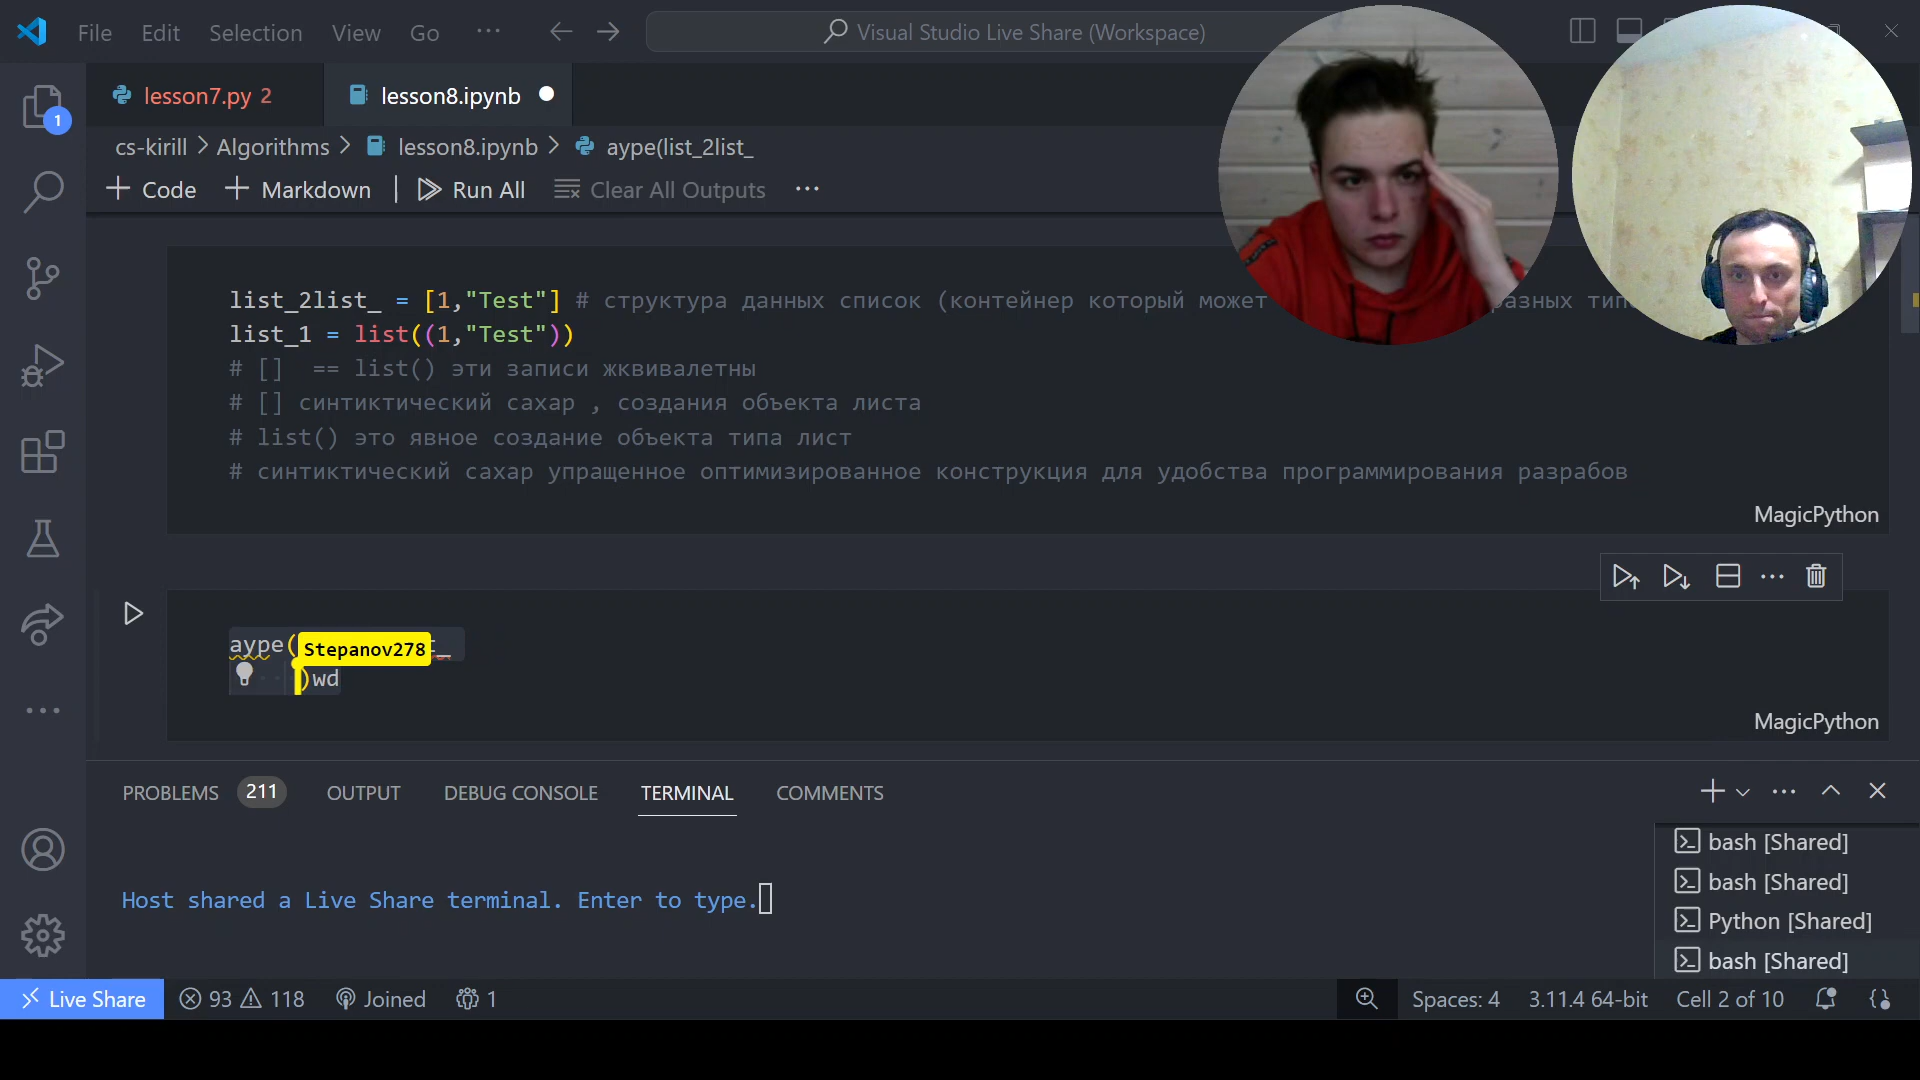 File Edit Selection View Go ··· Visual Studio Live Share (Workspace)
lesson7.py 2 lesson8.ipynb
cs-kirill > Algorithms > lesson8.ipynb > aype(list_2list_
+ Code + Markdown | Run All Clear All Outputs ···
list_2list_ = [1,"Test"] # структура данных список (контейнер который может
list_1 = list((1,"Test"))
# [] == list() эти записи жквивалетны
# [] синтиктический сахар , создания объекта листа
# list() это явное создание объекта типа лист
# синтиктический сахар упращенное оптимизированное конструкция для удобства программирования разрабов
MagicPython
aype( Stepanov278 _
)wd
MagicPython
PROBLEMS 211 OUTPUT DEBUG CONSOLE TERMINAL COMMENTS
Host shared a Live Share terminal. Enter to type.
bash [Shared]
bash [Shared]
Python [Shared]
bash [Shared]
Live Share 93 118 Joined 1 Spaces: 4 3.11.4 64-bit Cell 2 of 10